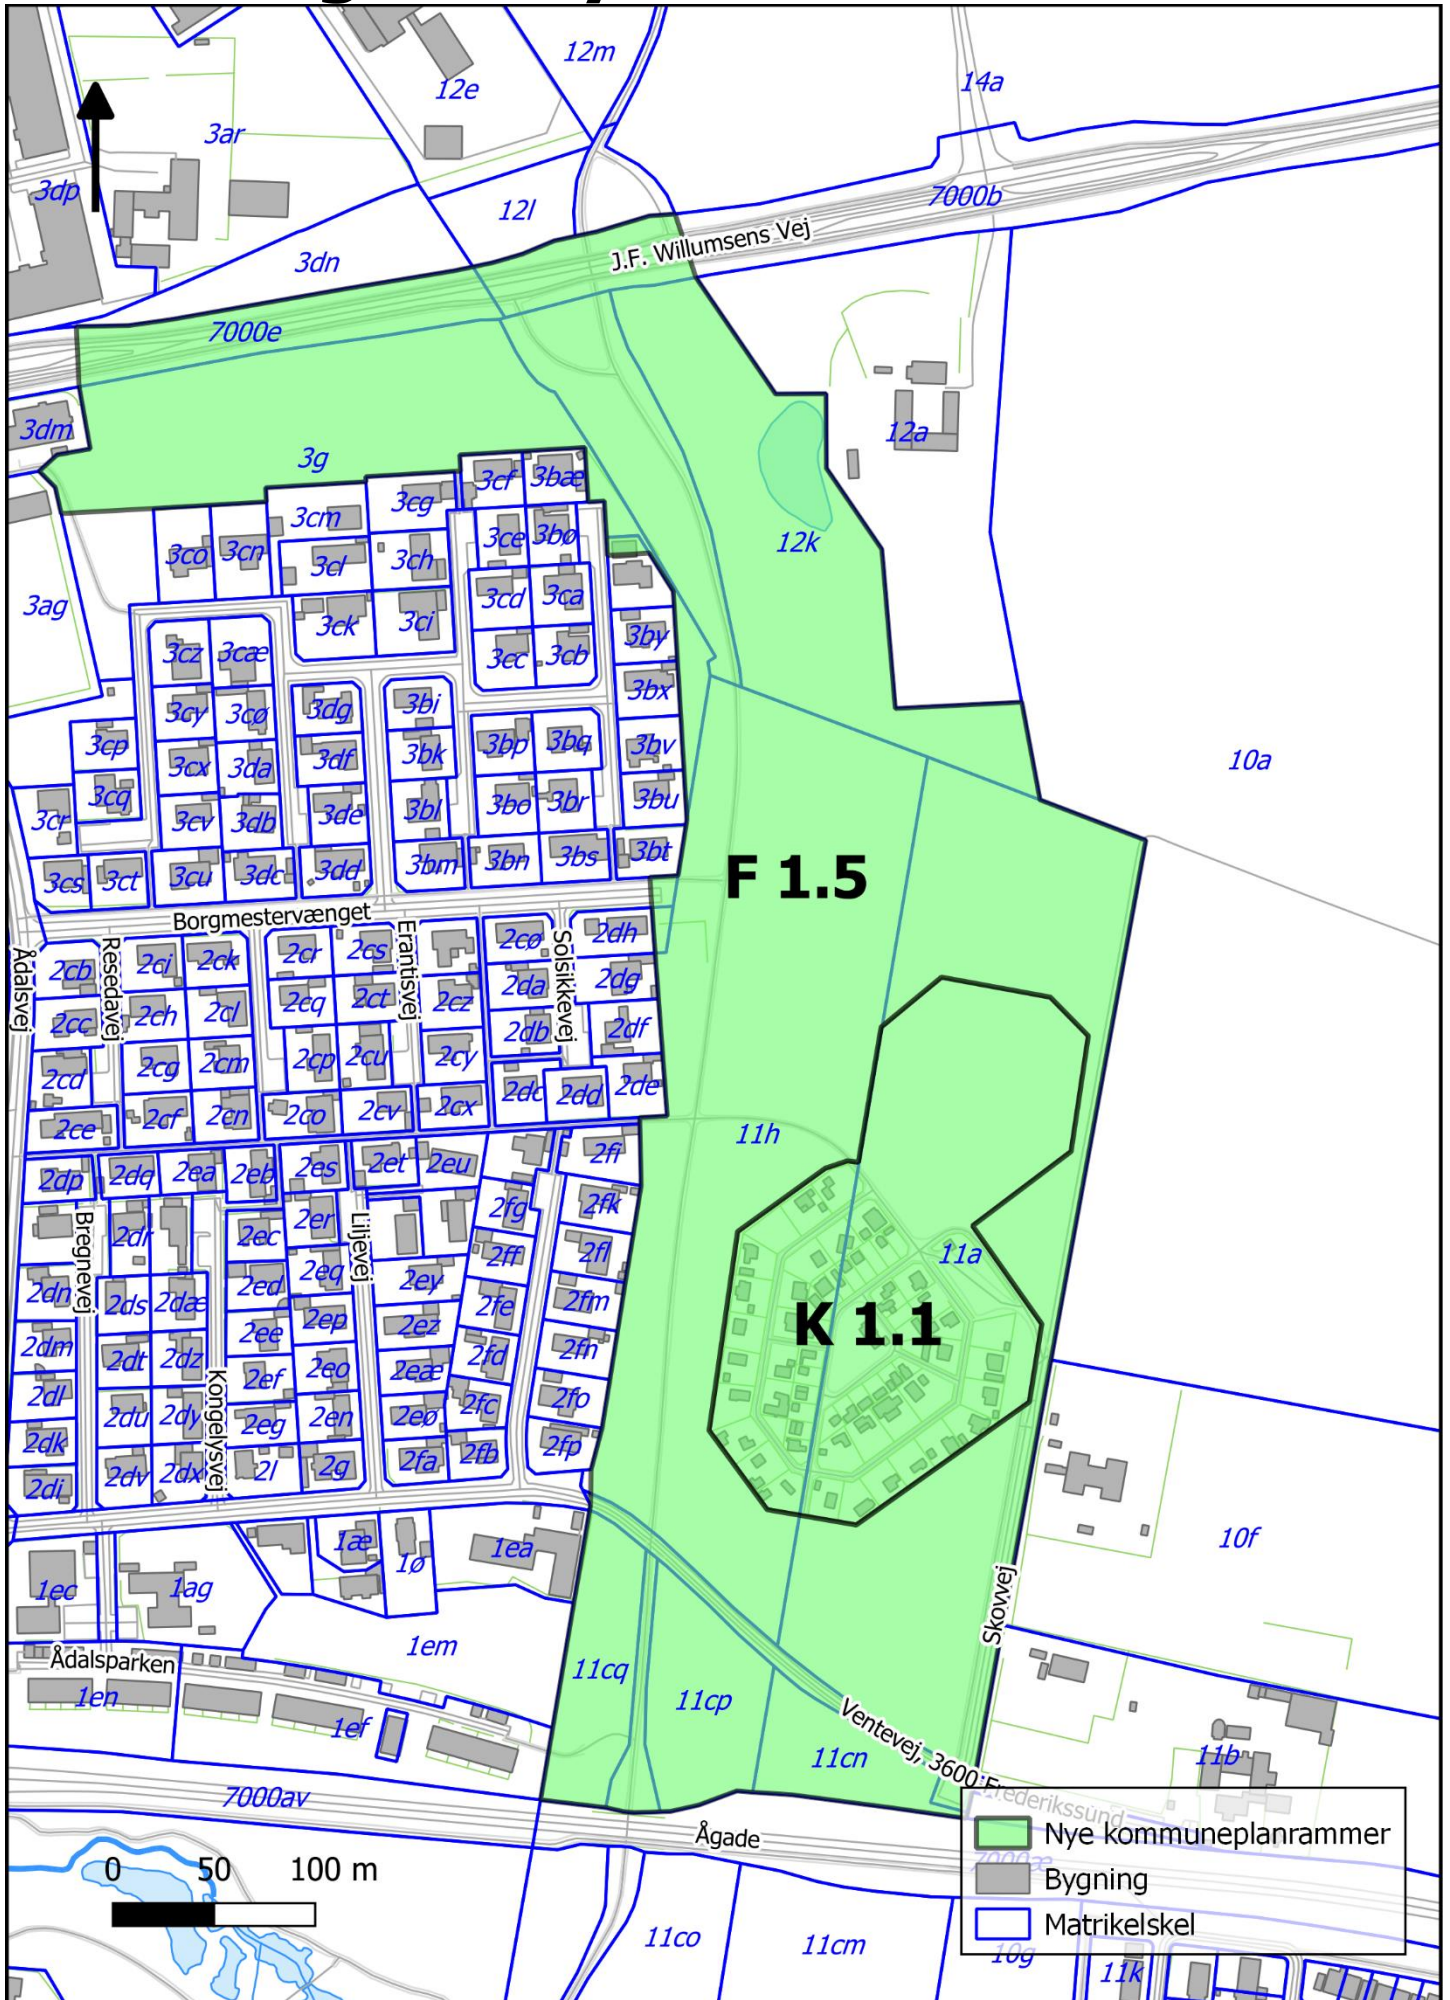 12m
12e
14a
3ar
3dp
12l
7000b
J.F. Willumsens Vej
3dn
7000e
3dm
12a
3g
3cf
3bæ
3cg
3cm
3ce
3bø
12k
3co
3cn
3cl
3ch
3cd
3ca
3ag
3ck
3ci
3by
3cz
3cæ
3cc
3cb
3bx
3cy
3cø
3dg
3bi
3cp
3bp
3bq
3bv
3cx
3da
3df
3bk
10a
3cq
3cr
3cv
3db
3de
3bl
3bo
3br
3bu
3cs
3ct
3cu
3dc
3dd
3bm
3bn
3bs
3bt
F 1.5
Borgmestervænget
Ådalsvej
2cb
Resedavej
2ci
2ck
2cr
2cs
Erantisvej
2cø
Solsikkevej
2dh
2cc
2ch
2cl
2cq
2ct
2cz
2da
2dg
2db
2df
2cd
2cg
2cm
2cp
2cu
2cy
2ce
2cf
2cn
2co
2cv
2cx
2dc
2dd
2de
11h
2dp
2dq
2ea
2eb
2es
2et
2eu
2fi
Bregnevej
2dr
2ec
2er
Liljevej
2fg
2fk
2dn
2ds
2dæ
2ed
2eq
2ey
2ff
2fl
11a
2dm
2dt
2dz
2ee
2ep
2ez
2fe
2fm
K 1.1
2dl
2du
2dy
Kongelysvej
2ef
2eo
2eæ
2fd
2fn
2dk
2eg
2en
2eø
2fc
2fo
2di
2dv
2dx
2l
2g
2fa
2fb
2fp
1ec
1ag
1æ
1ø
1ea
10f
Skovvej
Ådalsparken
1em
1en
1ef
11cq
11cp
11cn
Ventevej, 3600 Frederikssund
11b
7000av
Ågade
0 50 100 m
Nye kommuneplanrammer
7000æ
Bygning
Matrikelskel
11co
11cm
10g
11k